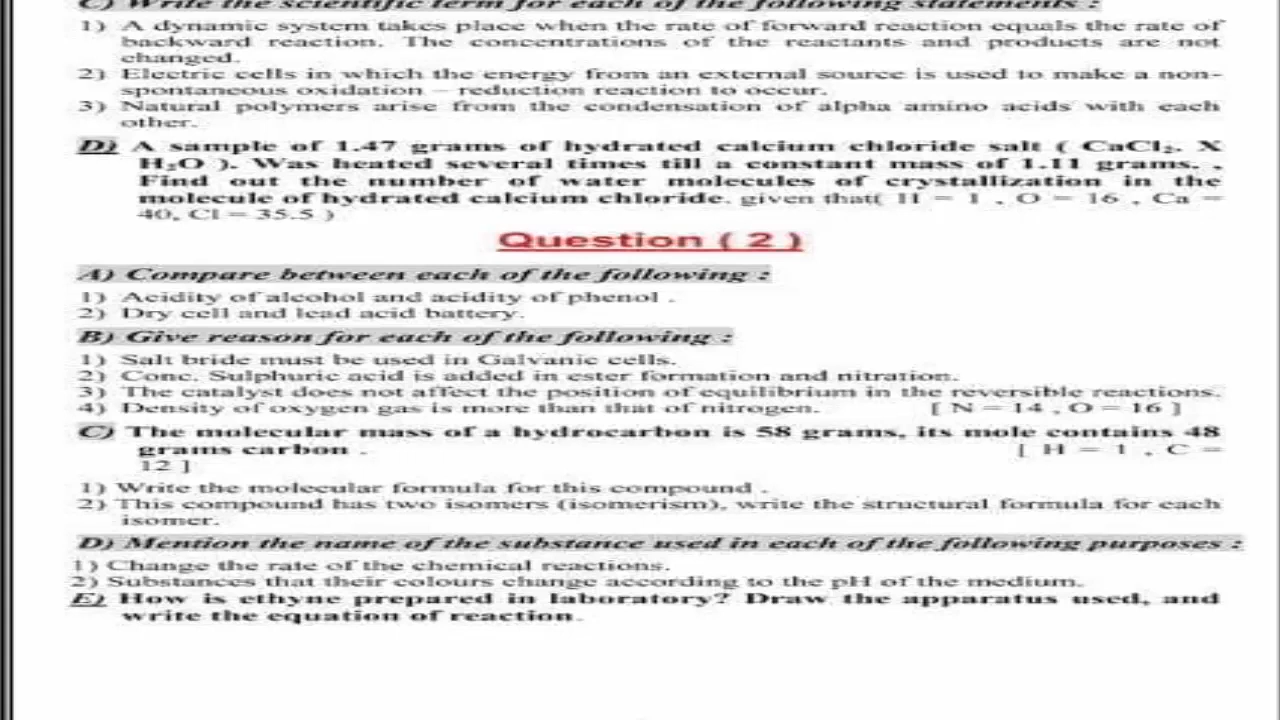 C) Write the scientific term for each of the following statements :
1) A dynamic system takes place when the rate of forward reaction equals the rate of
backward reaction. The concentrations of the reactants and products are not
changed.
2) Electric cells in which the energy from an external source is used to make a non-
spontaneous oxidation – reduction reaction to occur.
3) Natural polymers arise from the condensation of alpha amino acids with each
other.
D) A sample of 1.47 grams of hydrated calcium chloride salt ( CaCl₂. X
H₂O ). Was heated several times till a constant mass of 1.11 grams. ,
Find out the number of water molecules of crystallization in the
molecule of hydrated calcium chloride. given that( H = 1 , O = 16 , Ca =
40, Cl = 35.5 )
Question ( 2 )
A) Compare between each of the following :
1) Acidity of alcohol and acidity of phenol .
2) Dry cell and lead acid battery.
B) Give reason for each of the following :
1) Salt bride must be used in Galvanic cells.
2) Conc. Sulphuric acid is added in ester formation and nitration.
3) The catalyst does not affect the position of equilibrium in the reversible reactions.
4) Density of oxygen gas is more than that of nitrogen. [ N = 14 , O = 16 ]
C) The molecular mass of a hydrocarbon is 58 grams, its mole contains 48
grams carbon . [ H = 1 , C =
12 ]
1) Write the molecular formula for this compound .
2) This compound has two isomers (isomerism), write the structural formula for each
isomer.
D) Mention the name of the substance used in each of the following purposes :
1) Change the rate of the chemical reactions.
2) Substances that their colours change according to the pH of the medium.
E) How is ethyne prepared in laboratory? Draw the apparatus used, and
write the equation of reaction.